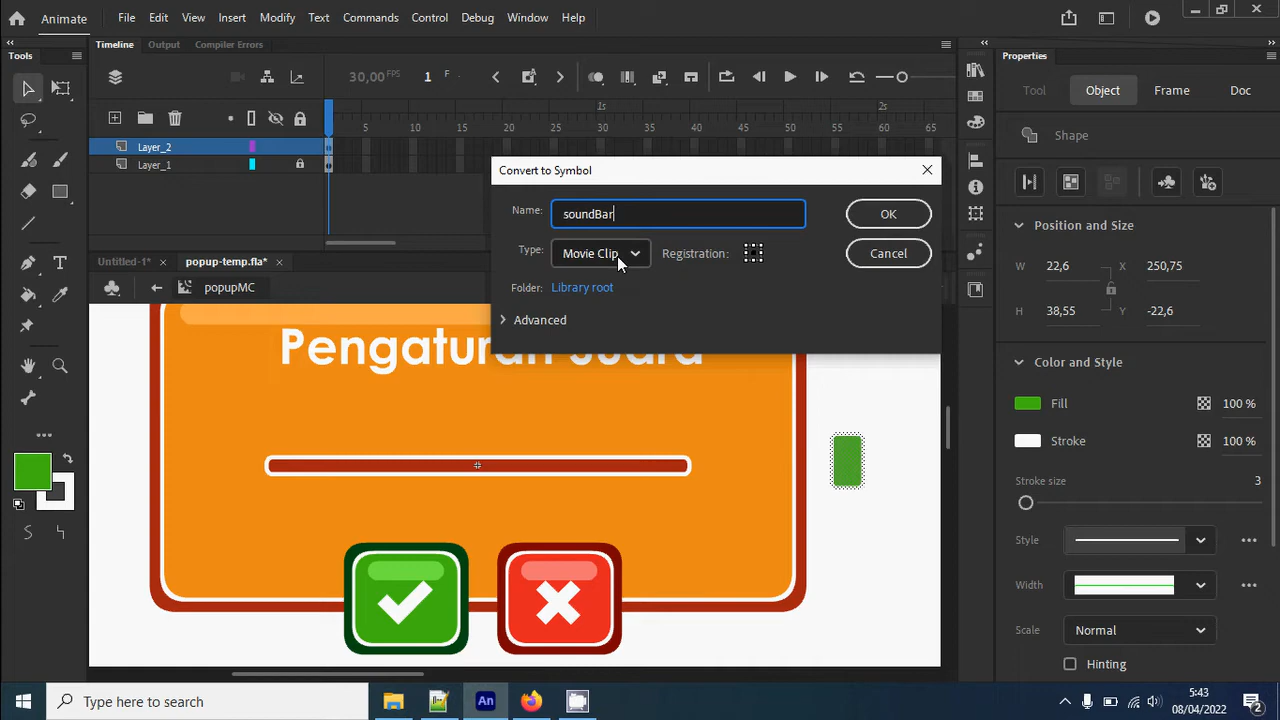 Animate File Edit View Insert Modify Text Commands Control Debug Window Help
Timeline Output Compiler Errors
Tools
Properties
30,00 FPS 1 F
Tool Object Frame Doc
1s 2s
5 10 15 20 25 30 35 40 45 50 55 60 65
Layer_2
Layer_1
Shape
Convert to Symbol
Name: soundBar OK
Type: Movie Clip Registration: Cancel
Folder: Library root
Advanced
Position and Size
W 22,6 X 250,75
H 38,55 Y -22,6
Untitled-1* × popup-temp.fla* ×
popupMC
Pengaturan Suara
Color and Style
Fill 100 %
Stroke 100 %
Stroke size
3
Style
Width
Scale Normal
Hinting
Type here to search
An
5:43
08/04/2022
2